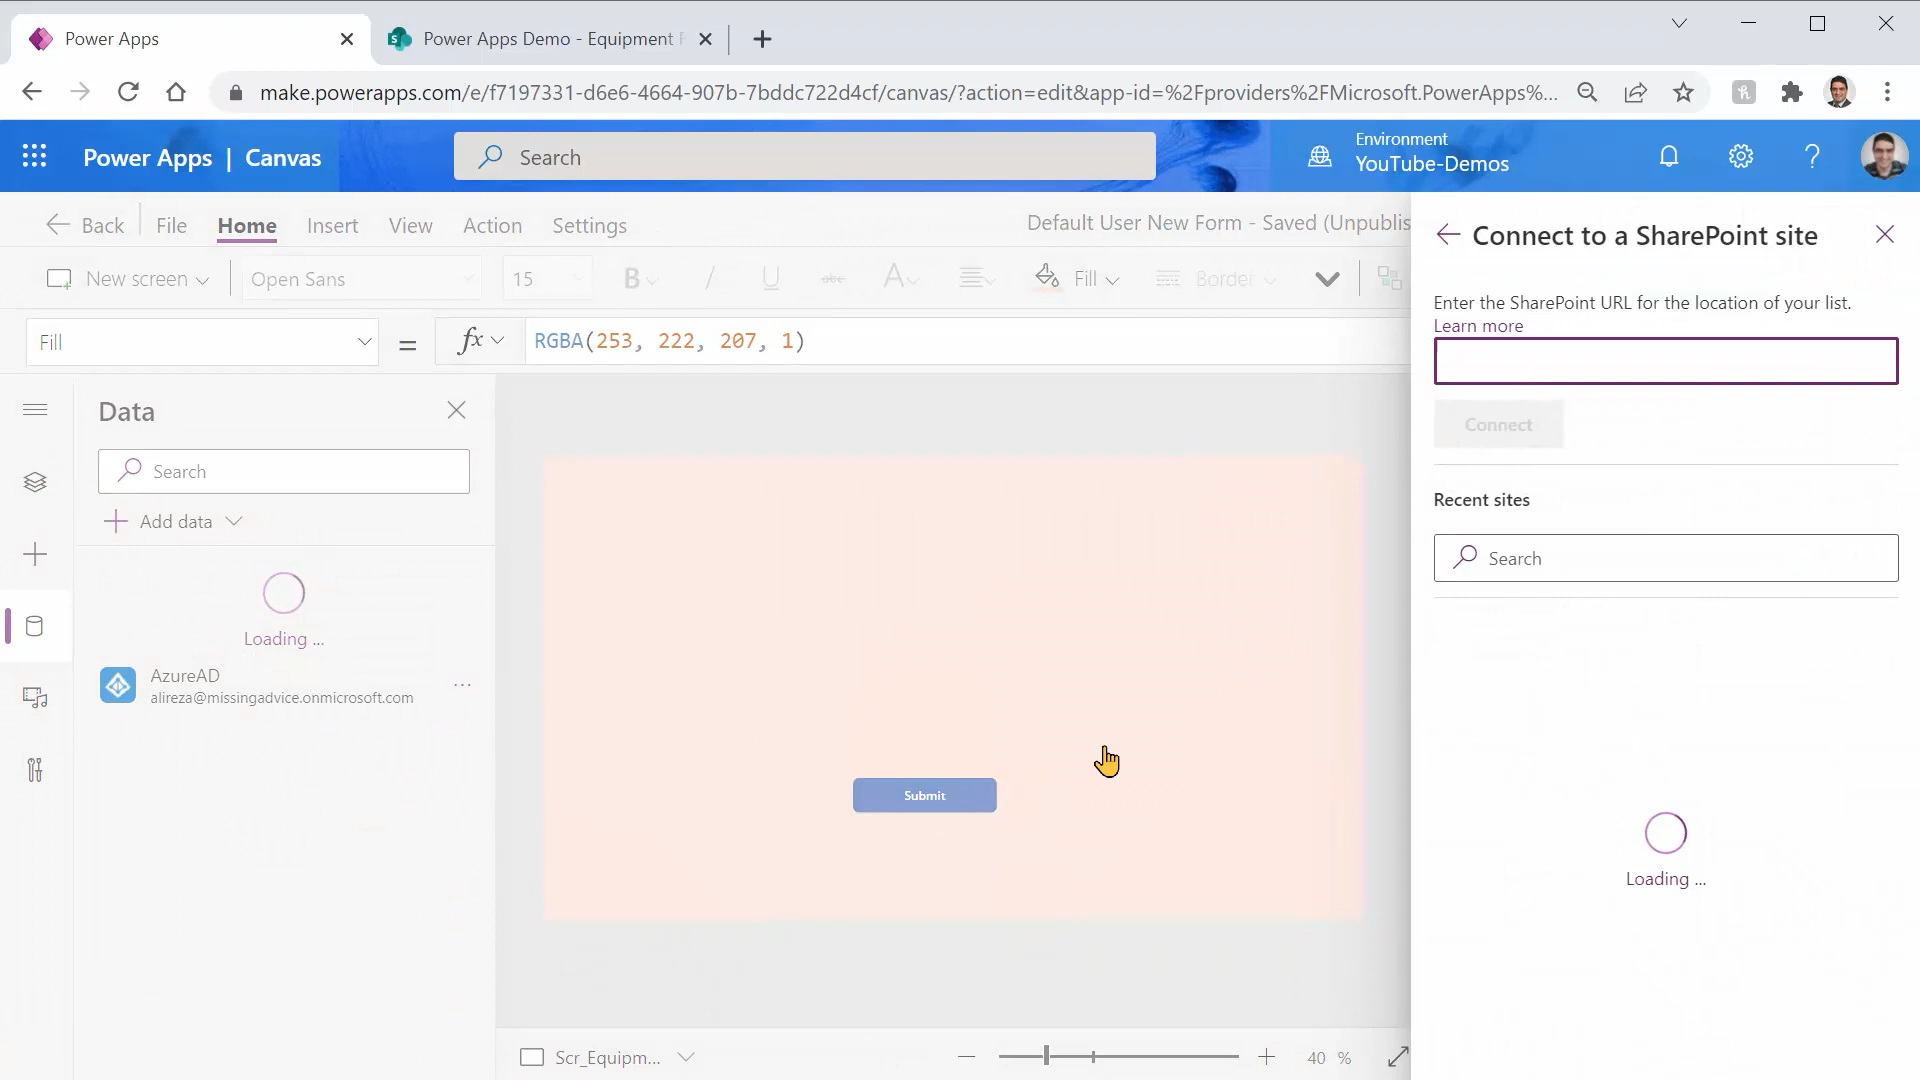 Power Apps
Power Apps Demo - Equipment
make.powerapps.com/e/f7197331-d6e6-4664-907b-7bddc722d4cf/canvas/?action=edit&app-id=%2Fproviders%2FMicrosoft.PowerApps%...
Power Apps | Canvas
Search
Environment
YouTube-Demos
Back
File
Home
Insert
View
Action
Settings
Default User New Form - Saved (Unpublis
New screen
Open Sans
15
B
I
U
abc
A
Fill
Border
Fill
=
fx
RGBA(253, 222, 207, 1)
Data
Search
Add data
Loading ...
AzureAD
alireza@missingadvice.onmicrosoft.com
Submit
Scr_Equipm...
40 %
Connect to a SharePoint site
Enter the SharePoint URL for the location of your list.
Learn more
Connect
Recent sites
Search
Loading ...